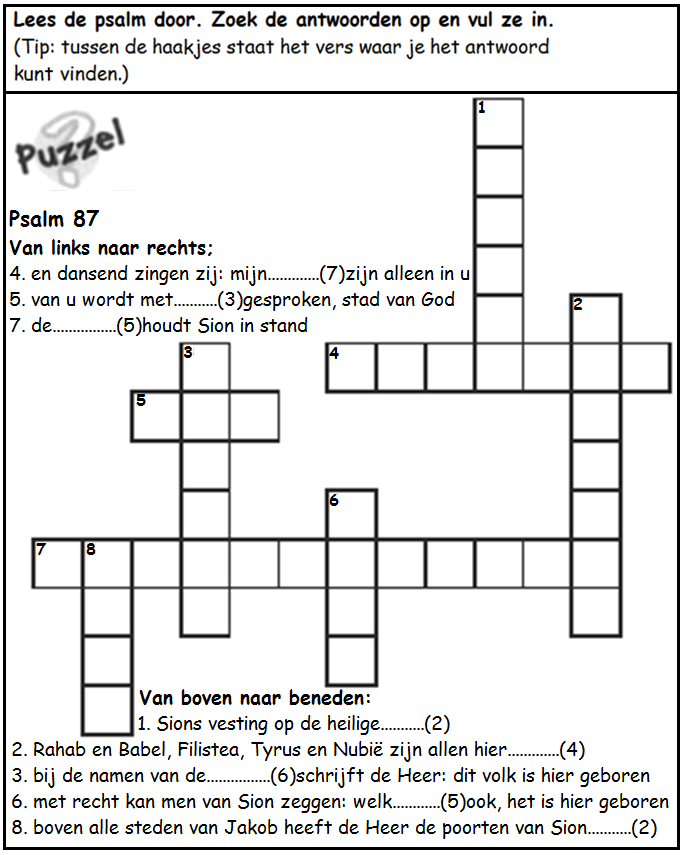 Lees de psalm door. Zoek de antwoorden op en vul ze in.
(Tip: tussen de haakjes staat het vers waar je het antwoord
kunt vinden.)
Puzzel
Psalm 87
Van links naar rechts;
4. en dansend zingen zij: mijn.............(7)zijn alleen in u
5. van u wordt met...........(3)gesproken, stad van God
7. de................(5)houdt Sion in stand
1
2
3
4
5
6
7
8
Van boven naar beneden:
1. Sions vesting op de heilige...........(2)
2. Rahab en Babel, Filistea, Tyrus en Nubië zijn allen hier.............(4)
3. bij de namen van de................(6)schrijft de Heer: dit volk is hier geboren
6. met recht kan men van Sion zeggen: welk............(5)ook, het is hier geboren
8. boven alle steden van Jakob heeft de Heer de poorten van Sion...........(2)